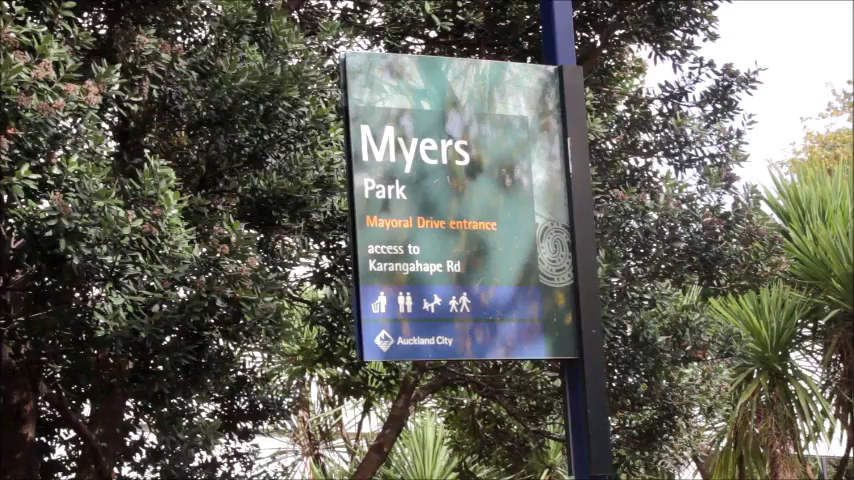 Myers
Park
Mayoral Drive entrance
access to
Karangahape Rd
Auckland City